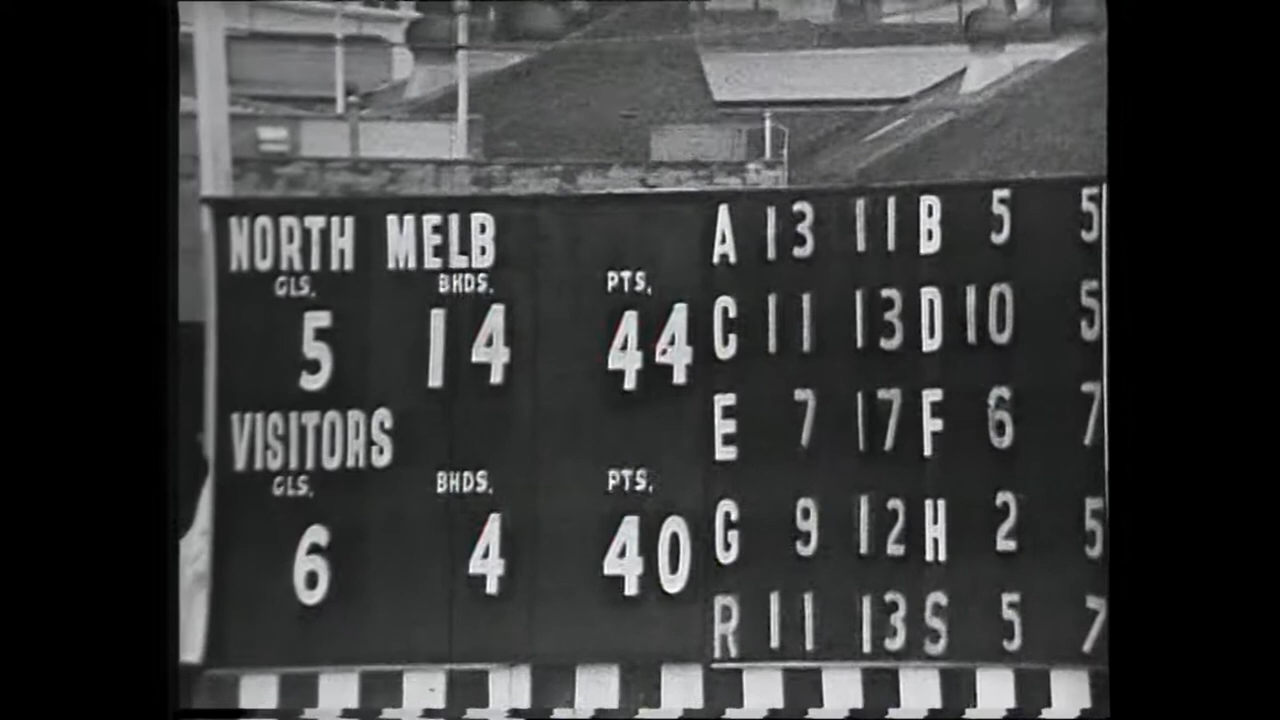 NORTH MELB
GLS. BHDS. PTS.
5 14 44
VISITORS
GLS. BHDS. PTS.
6 4 40
A 13 11 B 5 5
C 11 13 D 10 5
E 7 17 F 6 7
G 9 12 H 2 5
R 11 13 S 5 7